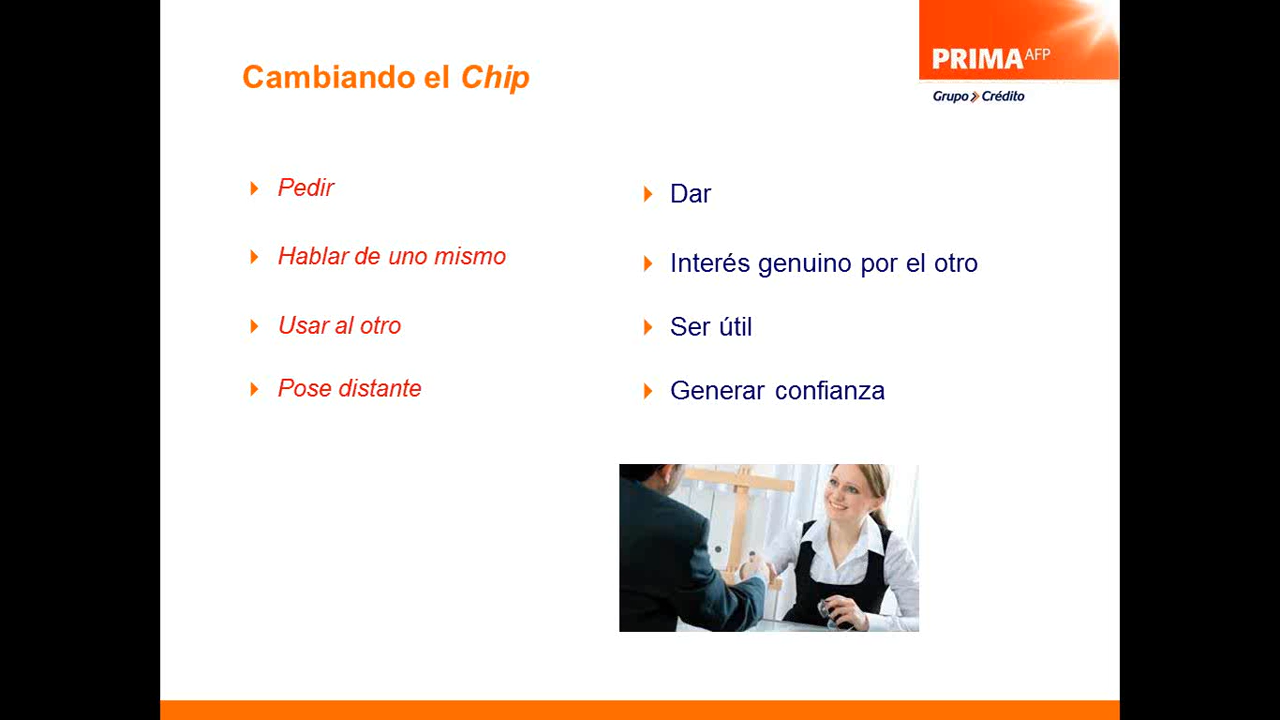 Cambiando el Chip
PRIMA AFP
Grupo Crédito
Pedir
Hablar de uno mismo
Usar al otro
Pose distante
Dar
Interés genuino por el otro
Ser útil
Generar confianza